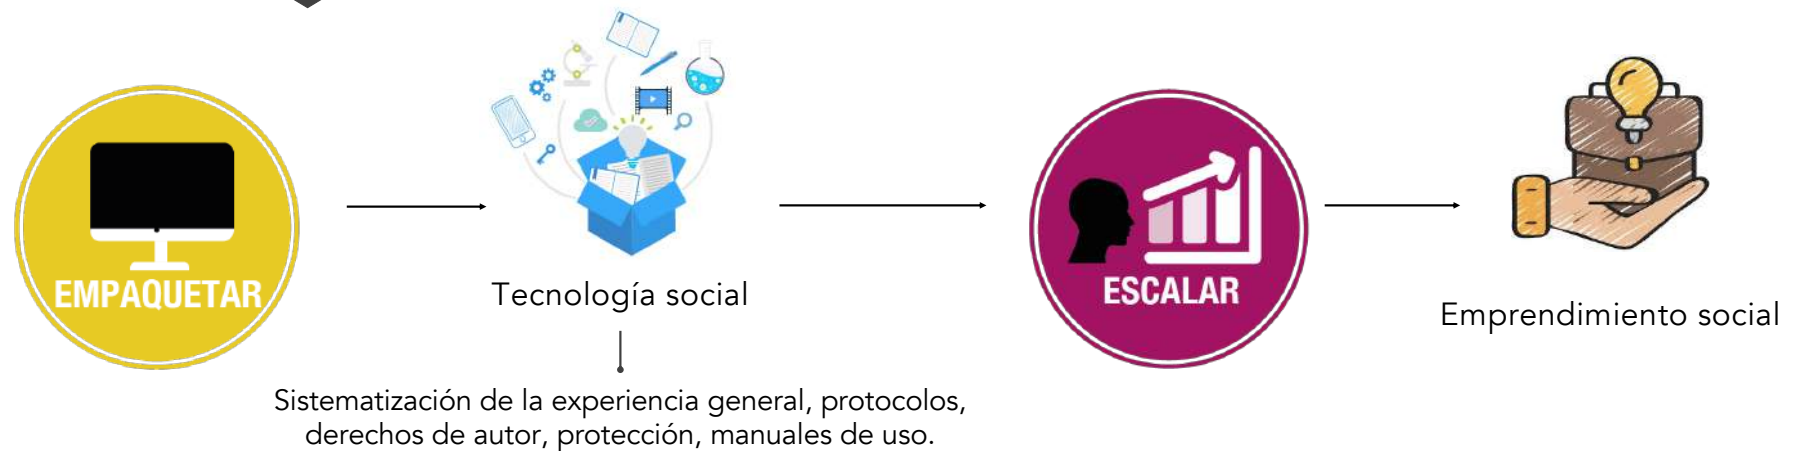 EMPAQUETAR
Tecnología social
ESCALAR
Emprendimiento social
Sistematización de la experiencia general, protocolos,
derechos de autor, protección, manuales de uso.